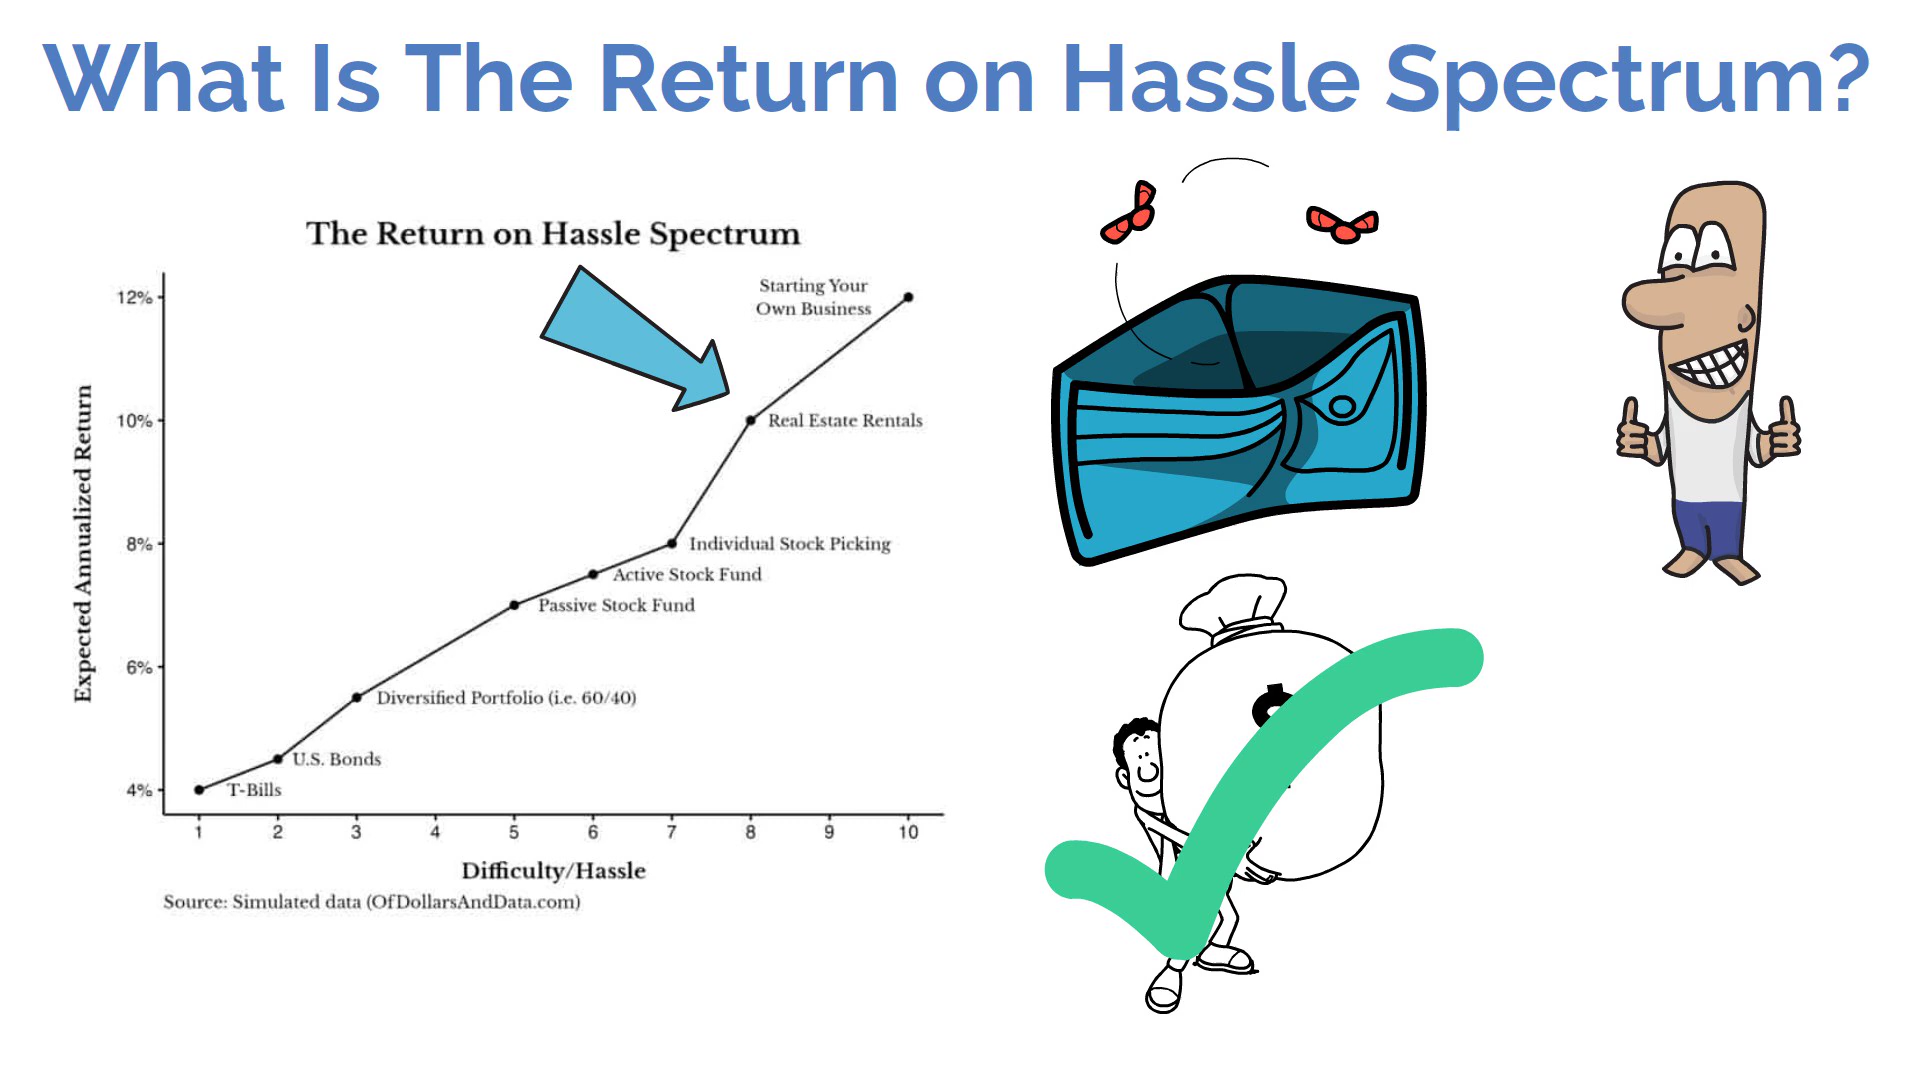 What Is The Return on Hassle Spectrum?
The Return on Hassle Spectrum
Expected Annualized Return
12%
10%
8%
6%
4%
Starting Your
Own Business
Real Estate Rentals
Individual Stock Picking
Active Stock Fund
Passive Stock Fund
Diversified Portfolio (i.e. 60/40)
U.S. Bonds
T-Bills
1 2 3 4 5 6 7 8 9 10
Difficulty/Hassle
Source: Simulated data (OfDollarsAndData.com)